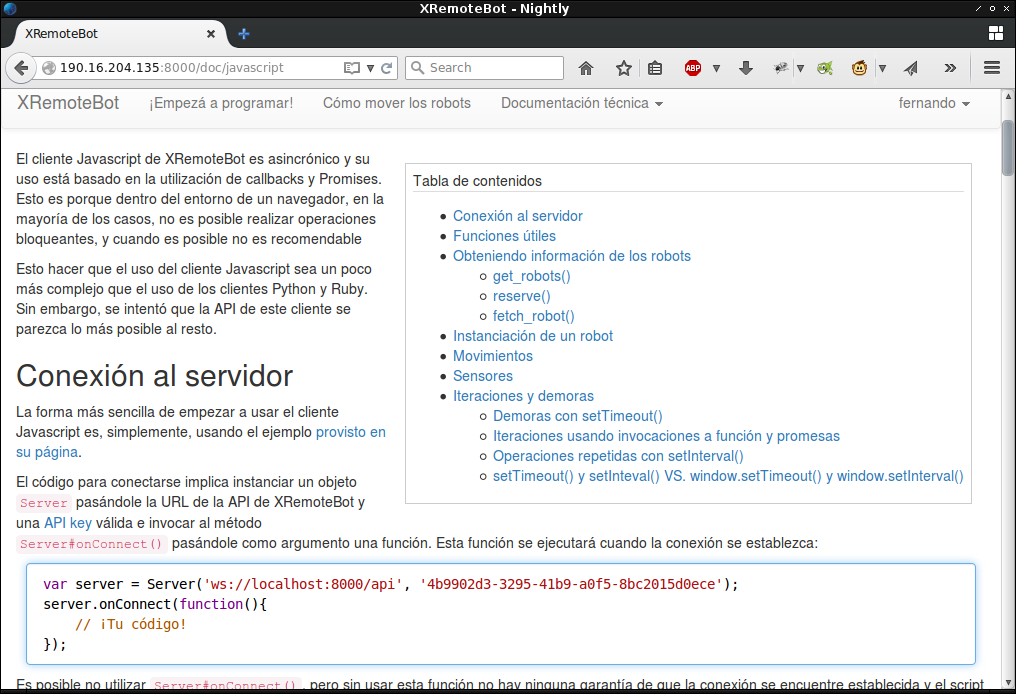 XRemoteBot - Nightly
XRemoteBot
190.16.204.135:8000/doc/javascript
Search
ABP
XRemoteBot
¡Empezá a programar!
Cómo mover los robots
Documentación técnica
fernando
El cliente Javascript de XRemoteBot es asincrónico y su
uso está basado en la utilización de callbacks y Promises.
Esto es porque dentro del entorno de un navegador, en la
mayoría de los casos, no es posible realizar operaciones
bloqueantes, y cuando es posible no es recomendable
Esto hacer que el uso del cliente Javascript sea un poco
más complejo que el uso de los clientes Python y Ruby.
Sin embargo, se intentó que la API de este cliente se
parezca lo más posible al resto.
Tabla de contenidos
Conexión al servidor
Funciones útiles
Obteniendo información de los robots
get_robots()
reserve()
fetch_robot()
Instanciación de un robot
Movimientos
Sensores
Iteraciones y demoras
Demoras con setTimeout()
Iteraciones usando invocaciones a función y promesas
Operaciones repetidas con setInterval()
setTimeout() y setInteval() VS. window.setTimeout() y window.setInterval()
Conexión al servidor
La forma más sencilla de empezar a usar el cliente
Javascript es, simplemente, usando el ejemplo provisto en
su página.
El código para conectarse implica instanciar un objeto
Server pasándole la URL de la API de XRemoteBot y
una API key válida e invocar al método
Server#onConnect() pasándole como argumento una función. Esta función se ejecutará cuando la conexión se establezca:
var server = Server('ws://localhost:8000/api', '4b9902d3-3295-41b9-a0f5-8bc2015d0ece');
server.onConnect(function(){
// ¡Tu código!
});
Es posible no utilizar Server#onConnect(), pero sin usar esta función no hay ninguna garantía de que la conexión se encuentre establecida y el script